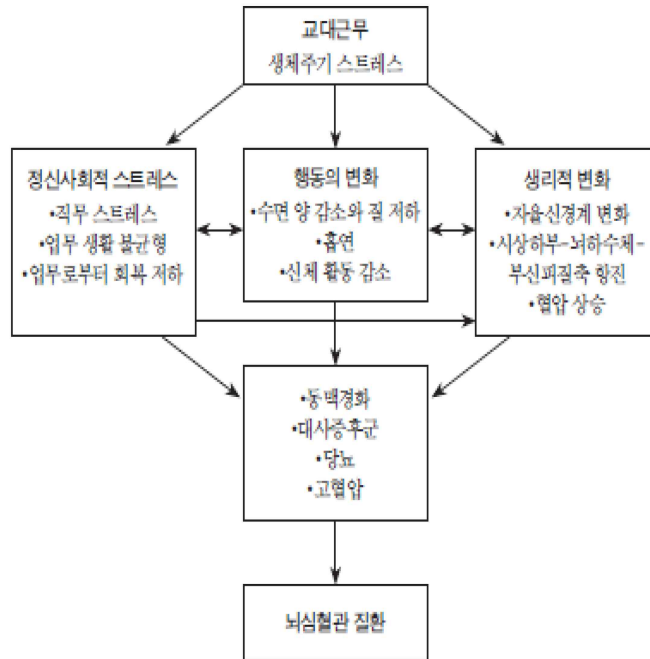 교대근무
생체주기 스트레스
정신사회적 스트레스
•직무 스트레스
•업무 생활 불균형
•업무로부터 회복 저하
행동의 변화
•수면 양 감소와 질 저하
•흡연
•신체 활동 감소
생리적 변화
•자율신경계 변화
•시상하부-뇌하수체-
부신피질축 항진
•혈압 상승
•동맥경화
•대사증후군
•당뇨
•고혈압
뇌심혈관 질환